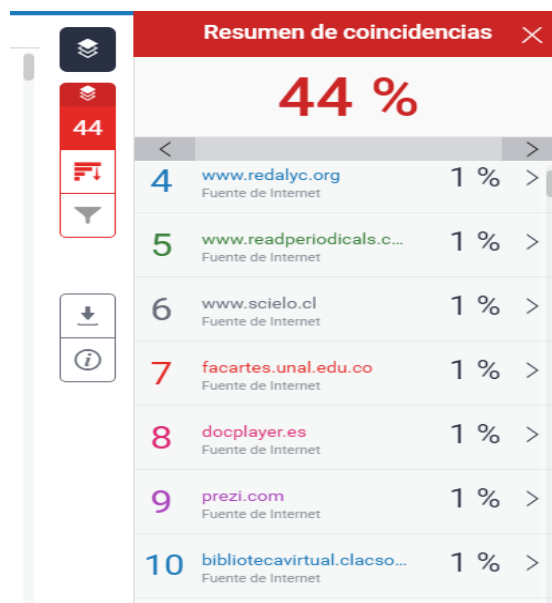 Resumen de coincidencias
44 %
44
4 www.redalyc.org 1 %
Fuente de Internet
5 www.readperiodicals.c... 1 %
Fuente de Internet
6 www.scielo.cl 1 %
Fuente de Internet
7 facartes.unal.edu.co 1 %
Fuente de Internet
8 docplayer.es 1 %
Fuente de Internet
9 prezi.com 1 %
Fuente de Internet
10 bibliotecavirtual.clacso... 1 %
Fuente de Internet